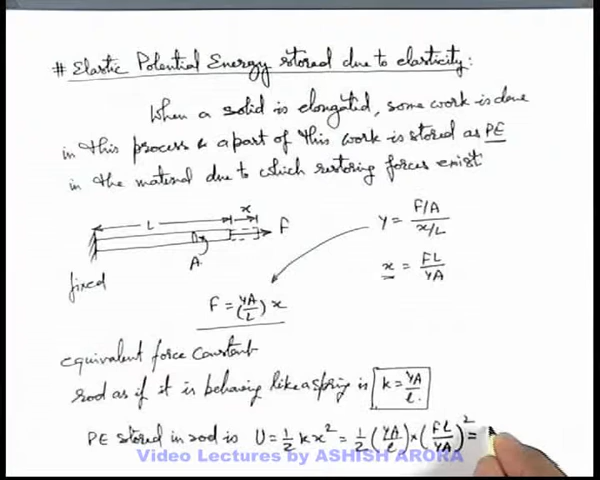 # Elastic Potential Energy stored due to elasticity:
When a solid is elongated, some work is done
in this process & a part of this work is stored as PE
in the material due to which restoring forces exist
L x F
A
fixed
Y = F/A / x/L
x = FL / YA
F = (YA/L) x
equivalent force constant
rod as if it is behaving like a spring is k = YA/L.
PE stored in rod is U = 1/2 k x² = 1/2 (YA/L) × (FL/YA)² =
Video Lectures by ASHISH ARORA